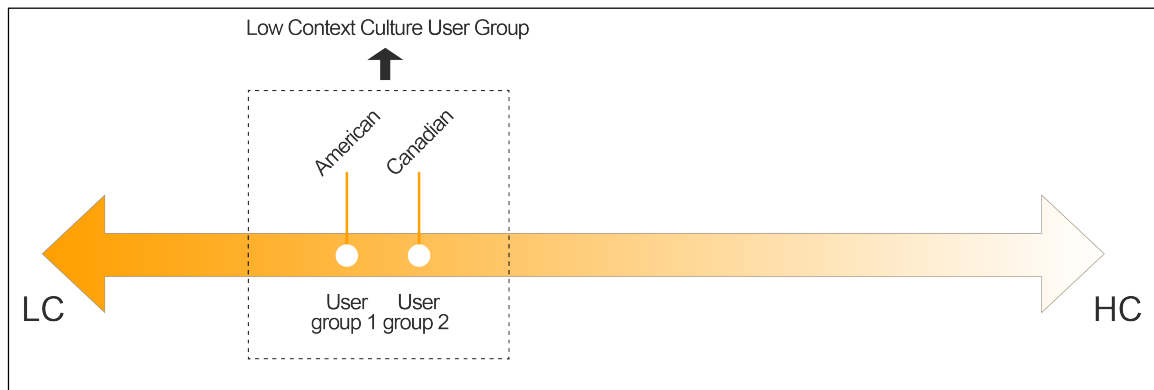 Low Context Culture User Group
American
Canadian
LC
User
group 1
User
group 2
HC